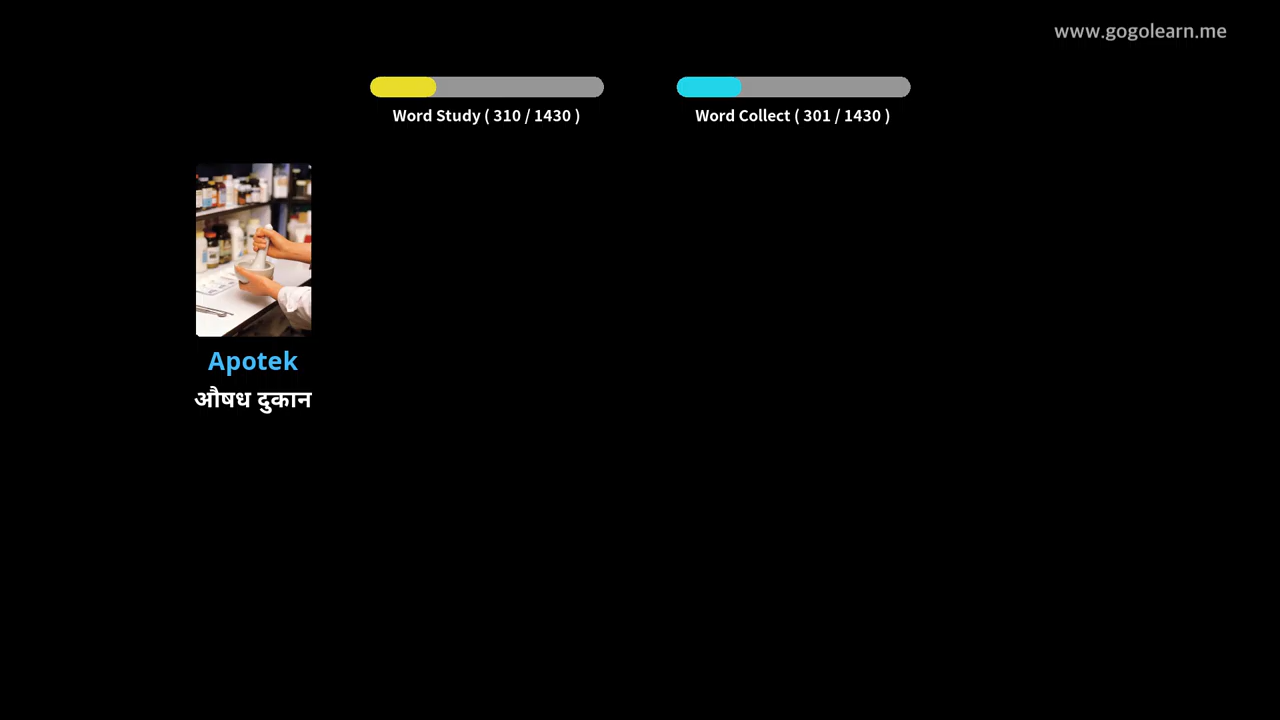 www.gogolearn.me
Word Study ( 310 / 1430 )
Word Collect ( 301 / 1430 )
Apotek
औषध दुकान